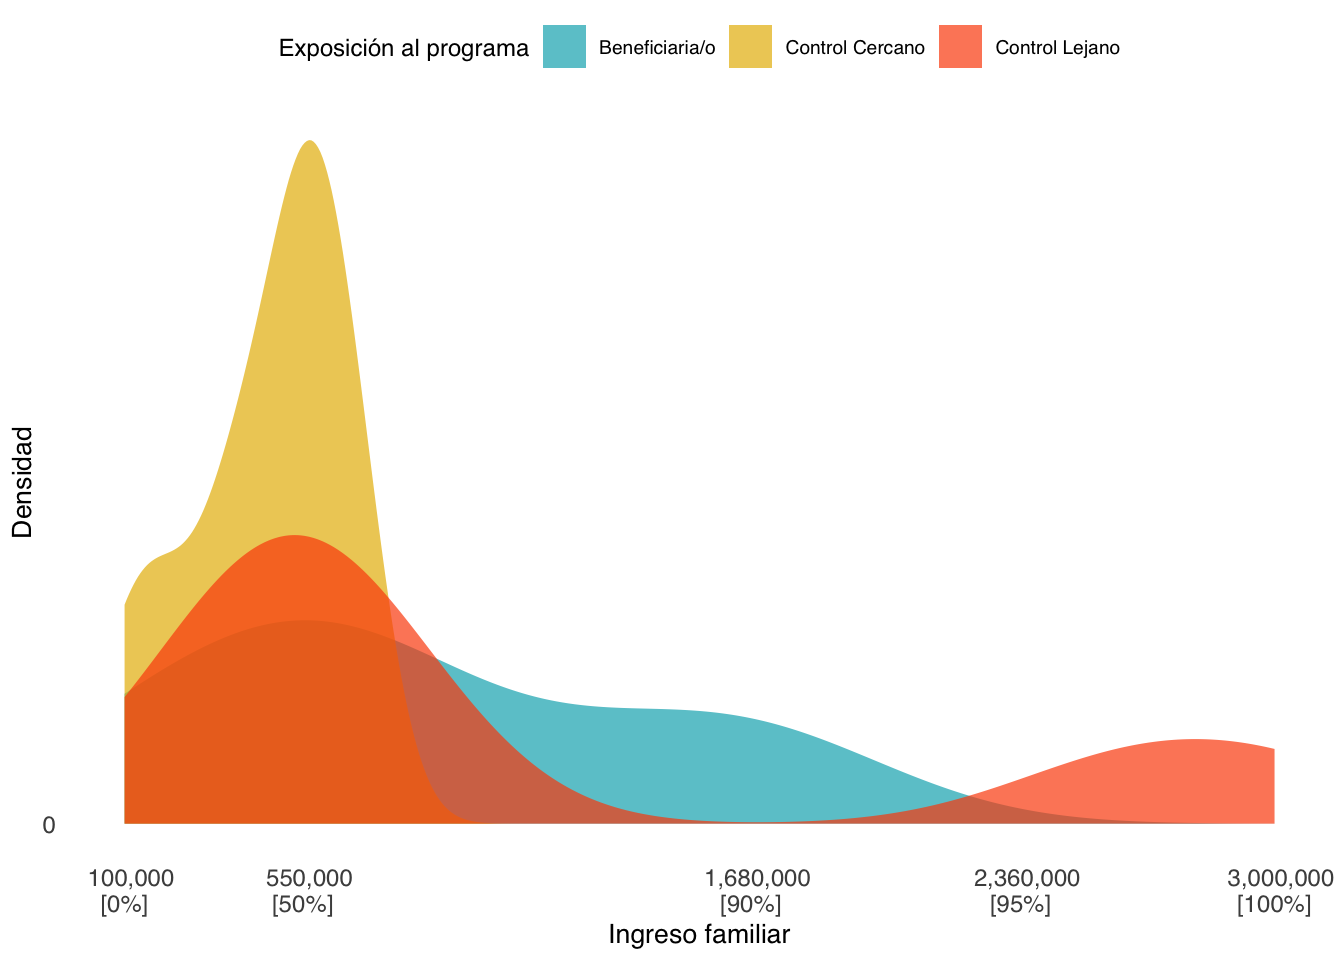 Exposición al programa Beneficiaria/o Control Cercano Control Lejano
Densidad
0
100,000 550,000 1,680,000 2,360,000 3,000,000
[0%] [50%] [90%] [95%] [100%]
Ingreso familiar